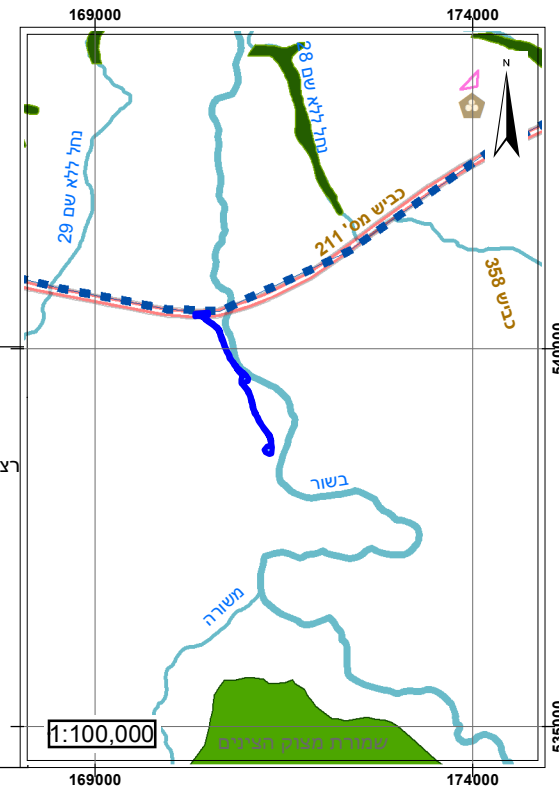 169000
174000
N
נחל ללא שם 28
נחל ללא שם 29
כביש מס' 211
כביש 358
540000
רצ
בשור
משורה
שמורת מצוק הצינים
1:100,000
535000
169000
174000